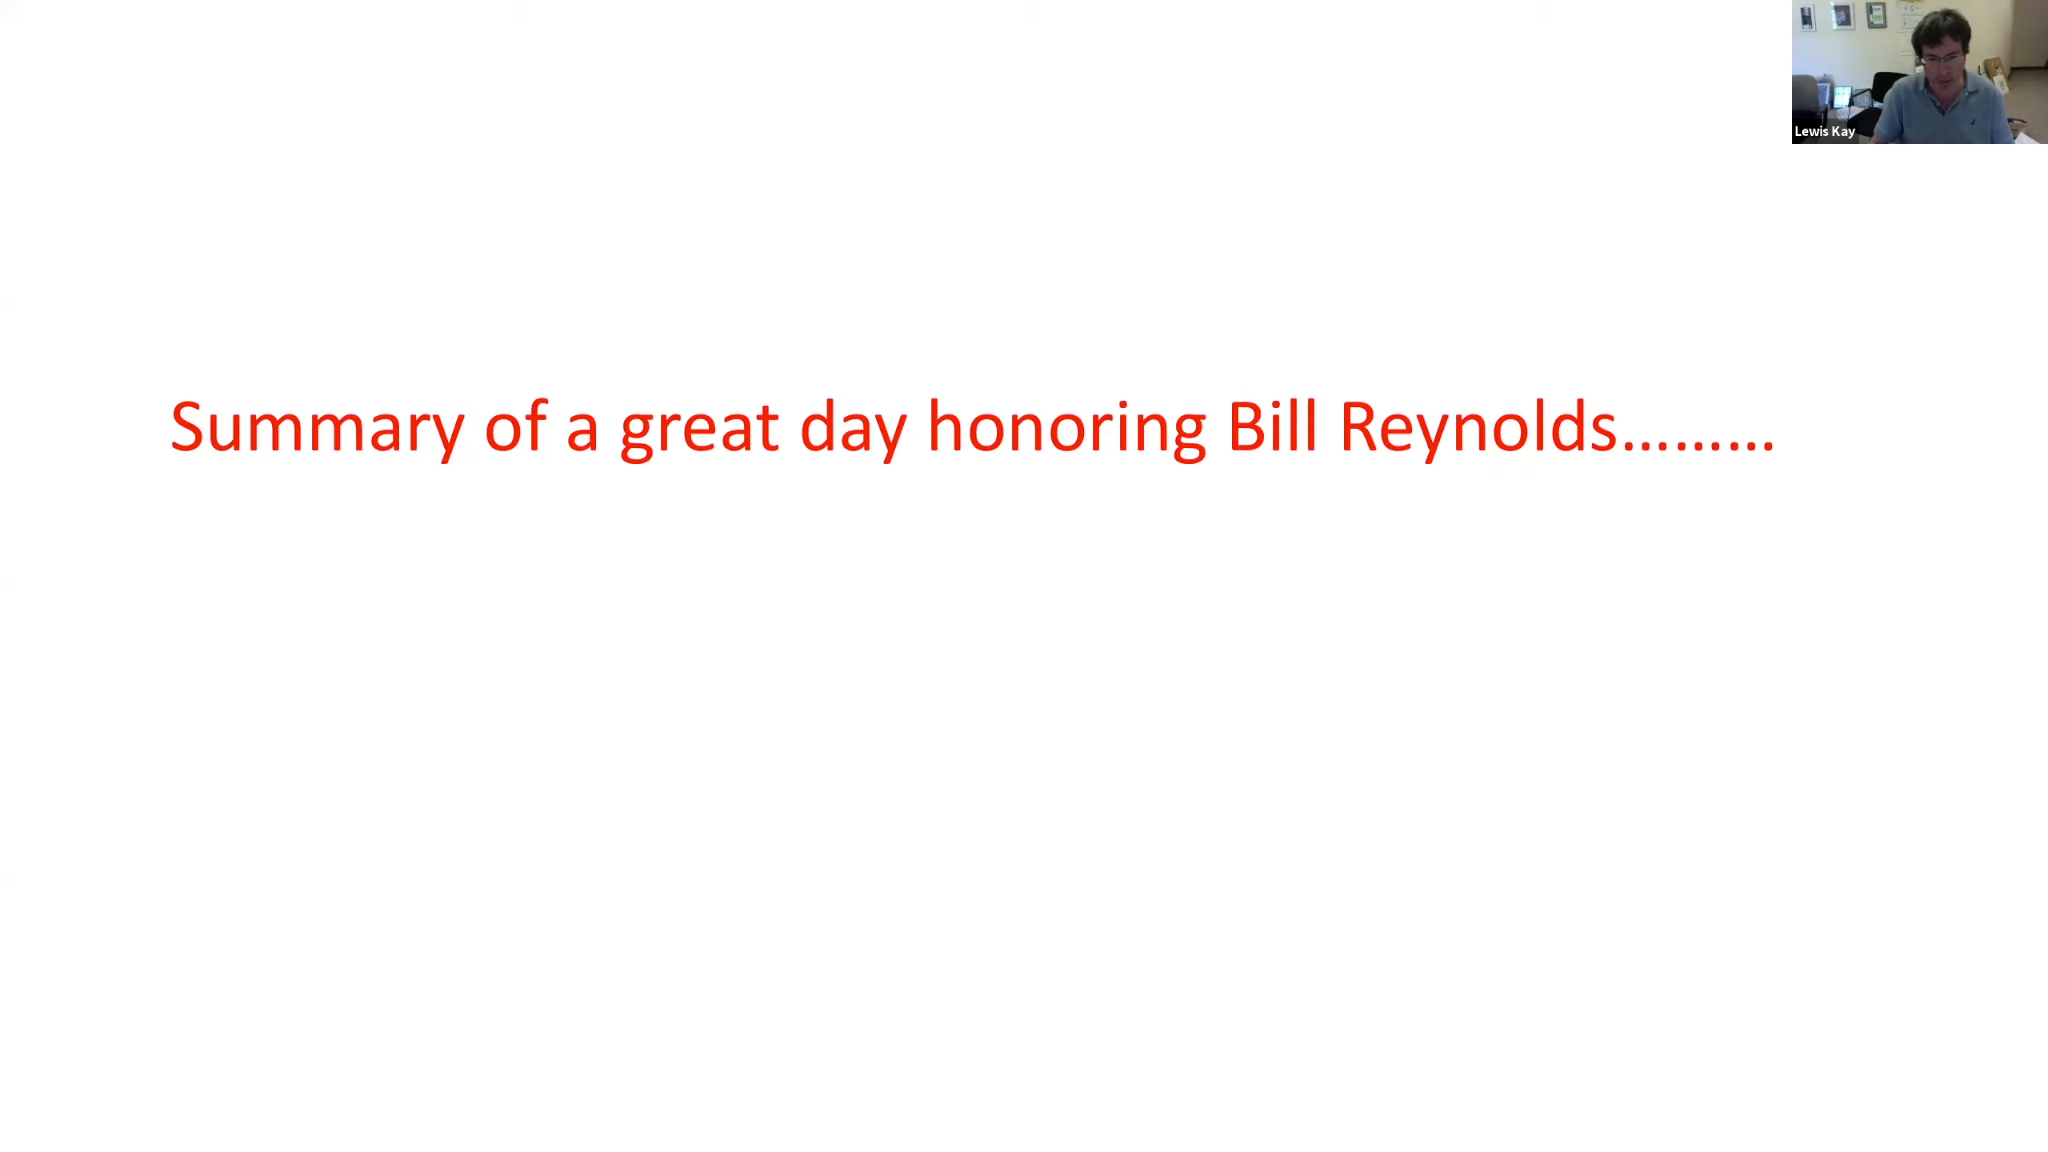 Lewis Kay
Summary of a great day honoring Bill Reynolds.........